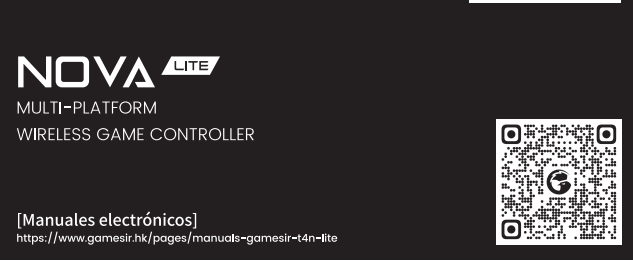 NOVA LITE
MULTI-PLATFORM
WIRELESS GAME CONTROLLER
[Manuales electrónicos]
https://www.gamesir.hk/pages/manuals-gamesir-t4n-lite